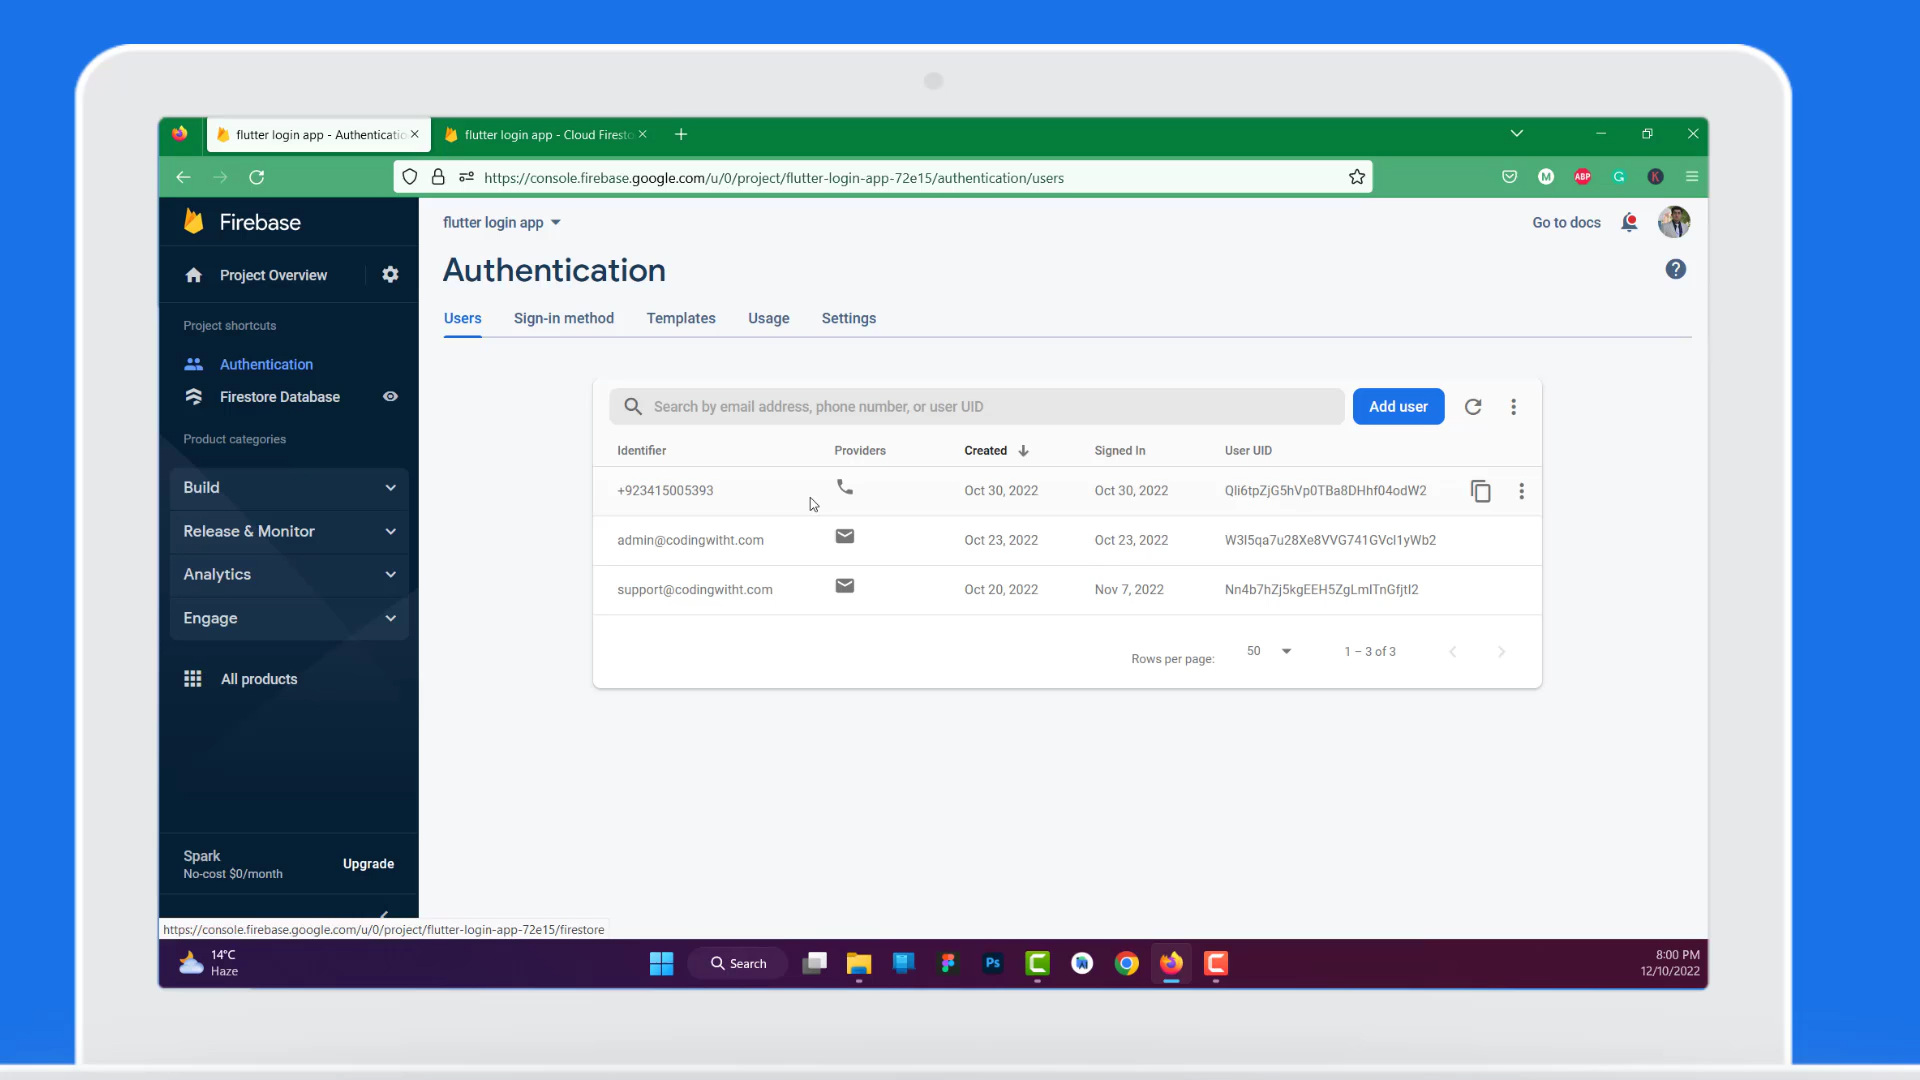 flutter login app - Authenticatio
flutter login app - Cloud Firesto
https://console.firebase.google.com/u/0/project/flutter-login-app-72e15/authentication/users
M
ABP
G
K
Firebase
flutter login app
Go to docs
Project Overview
Authentication
?
Users
Sign-in method
Templates
Usage
Settings
Project shortcuts
Authentication
Firestore Database
Product categories
Build
Release & Monitor
Analytics
Engage
All products
Search by email address, phone number, or user UID
Add user
Identifier
Providers
Created
Signed In
User UID
+923415005393
Oct 30, 2022
Oct 30, 2022
Qli6tpZjG5hVp0TBa8DHhf04odW2
admin@codingwitht.com
Oct 23, 2022
Oct 23, 2022
W3l5qa7u28Xe8VVG741GVcl1yWb2
support@codingwitht.com
Oct 20, 2022
Nov 7, 2022
Nn4b7hZj5kgEEH5ZgLmlTnGfjtI2
Rows per page:
50
1 – 3 of 3
Spark
No-cost $0/month
Upgrade
https://console.firebase.google.com/u/0/project/flutter-login-app-72e15/firestore
14°C
Haze
Search
Ps
8:00 PM
12/10/2022